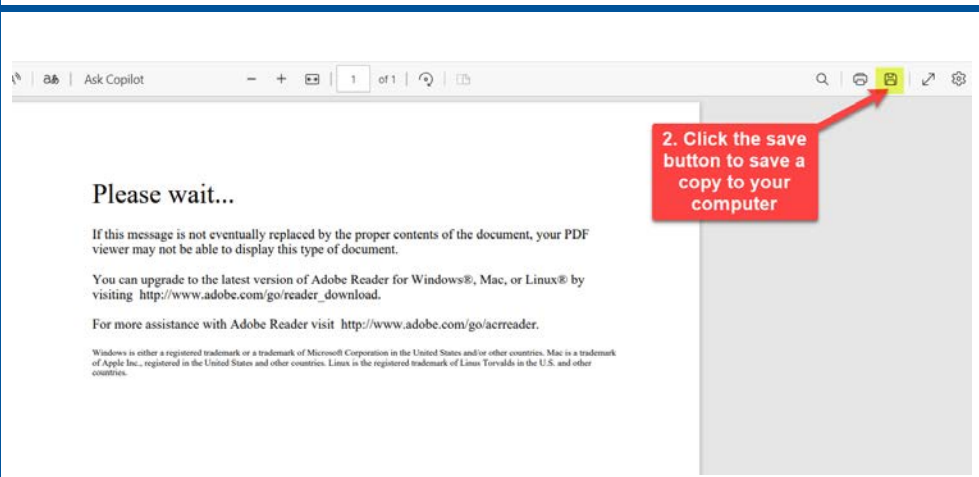 aあ Ask Copilot 1 of 1
2. Click the save
button to save a
copy to your
computer
Please wait...
If this message is not eventually replaced by the proper contents of the document, your PDF
viewer may not be able to display this type of document.
You can upgrade to the latest version of Adobe Reader for Windows®, Mac, or Linux® by
visiting http://www.adobe.com/go/reader_download.
For more assistance with Adobe Reader visit http://www.adobe.com/go/acrreader.
Windows is either a registered trademark or a trademark of Microsoft Corporation in the United States and/or other countries. Mac is a trademark
of Apple Inc., registered in the United States and other countries. Linux is the registered trademark of Linus Torvalds in the U.S. and other
countries.